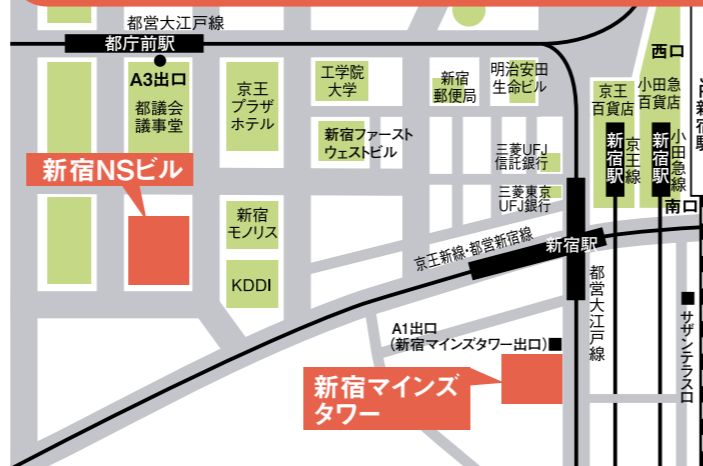 都営大江戸線
都庁前駅
A3出口
都議会
議事堂
京王
プラザ
ホテル
工学院
大学
新宿
郵便局
明治安田
生命ビル
西口
京王
百貨店
小田急
百貨店
新宿ファースト
ウェストビル
三菱UFJ
信託銀行
三菱東京
UFJ銀行
新宿駅
京王線
新宿駅
小田急線
新宿駅
南口
新宿NSビル
新宿
モノリス
KDDI
京王新線・都営新宿線
新宿駅
都営大江戸線
A1出口
(新宿マインズタワー出口)
新宿マインズ
タワー
サザンテラス口